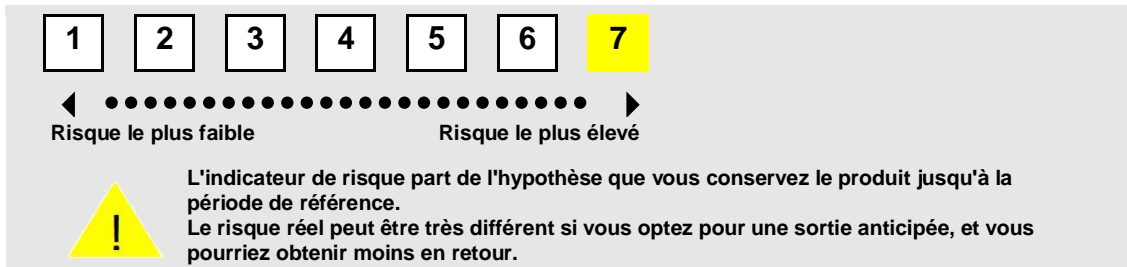 1 2 3 4 5 6 7
Risque le plus faible Risque le plus élevé
L'indicateur de risque part de l'hypothèse que vous conservez le produit jusqu'à la
période de référence.
Le risque réel peut être très différent si vous optez pour une sortie anticipée, et vous
pourriez obtenir moins en retour.
!